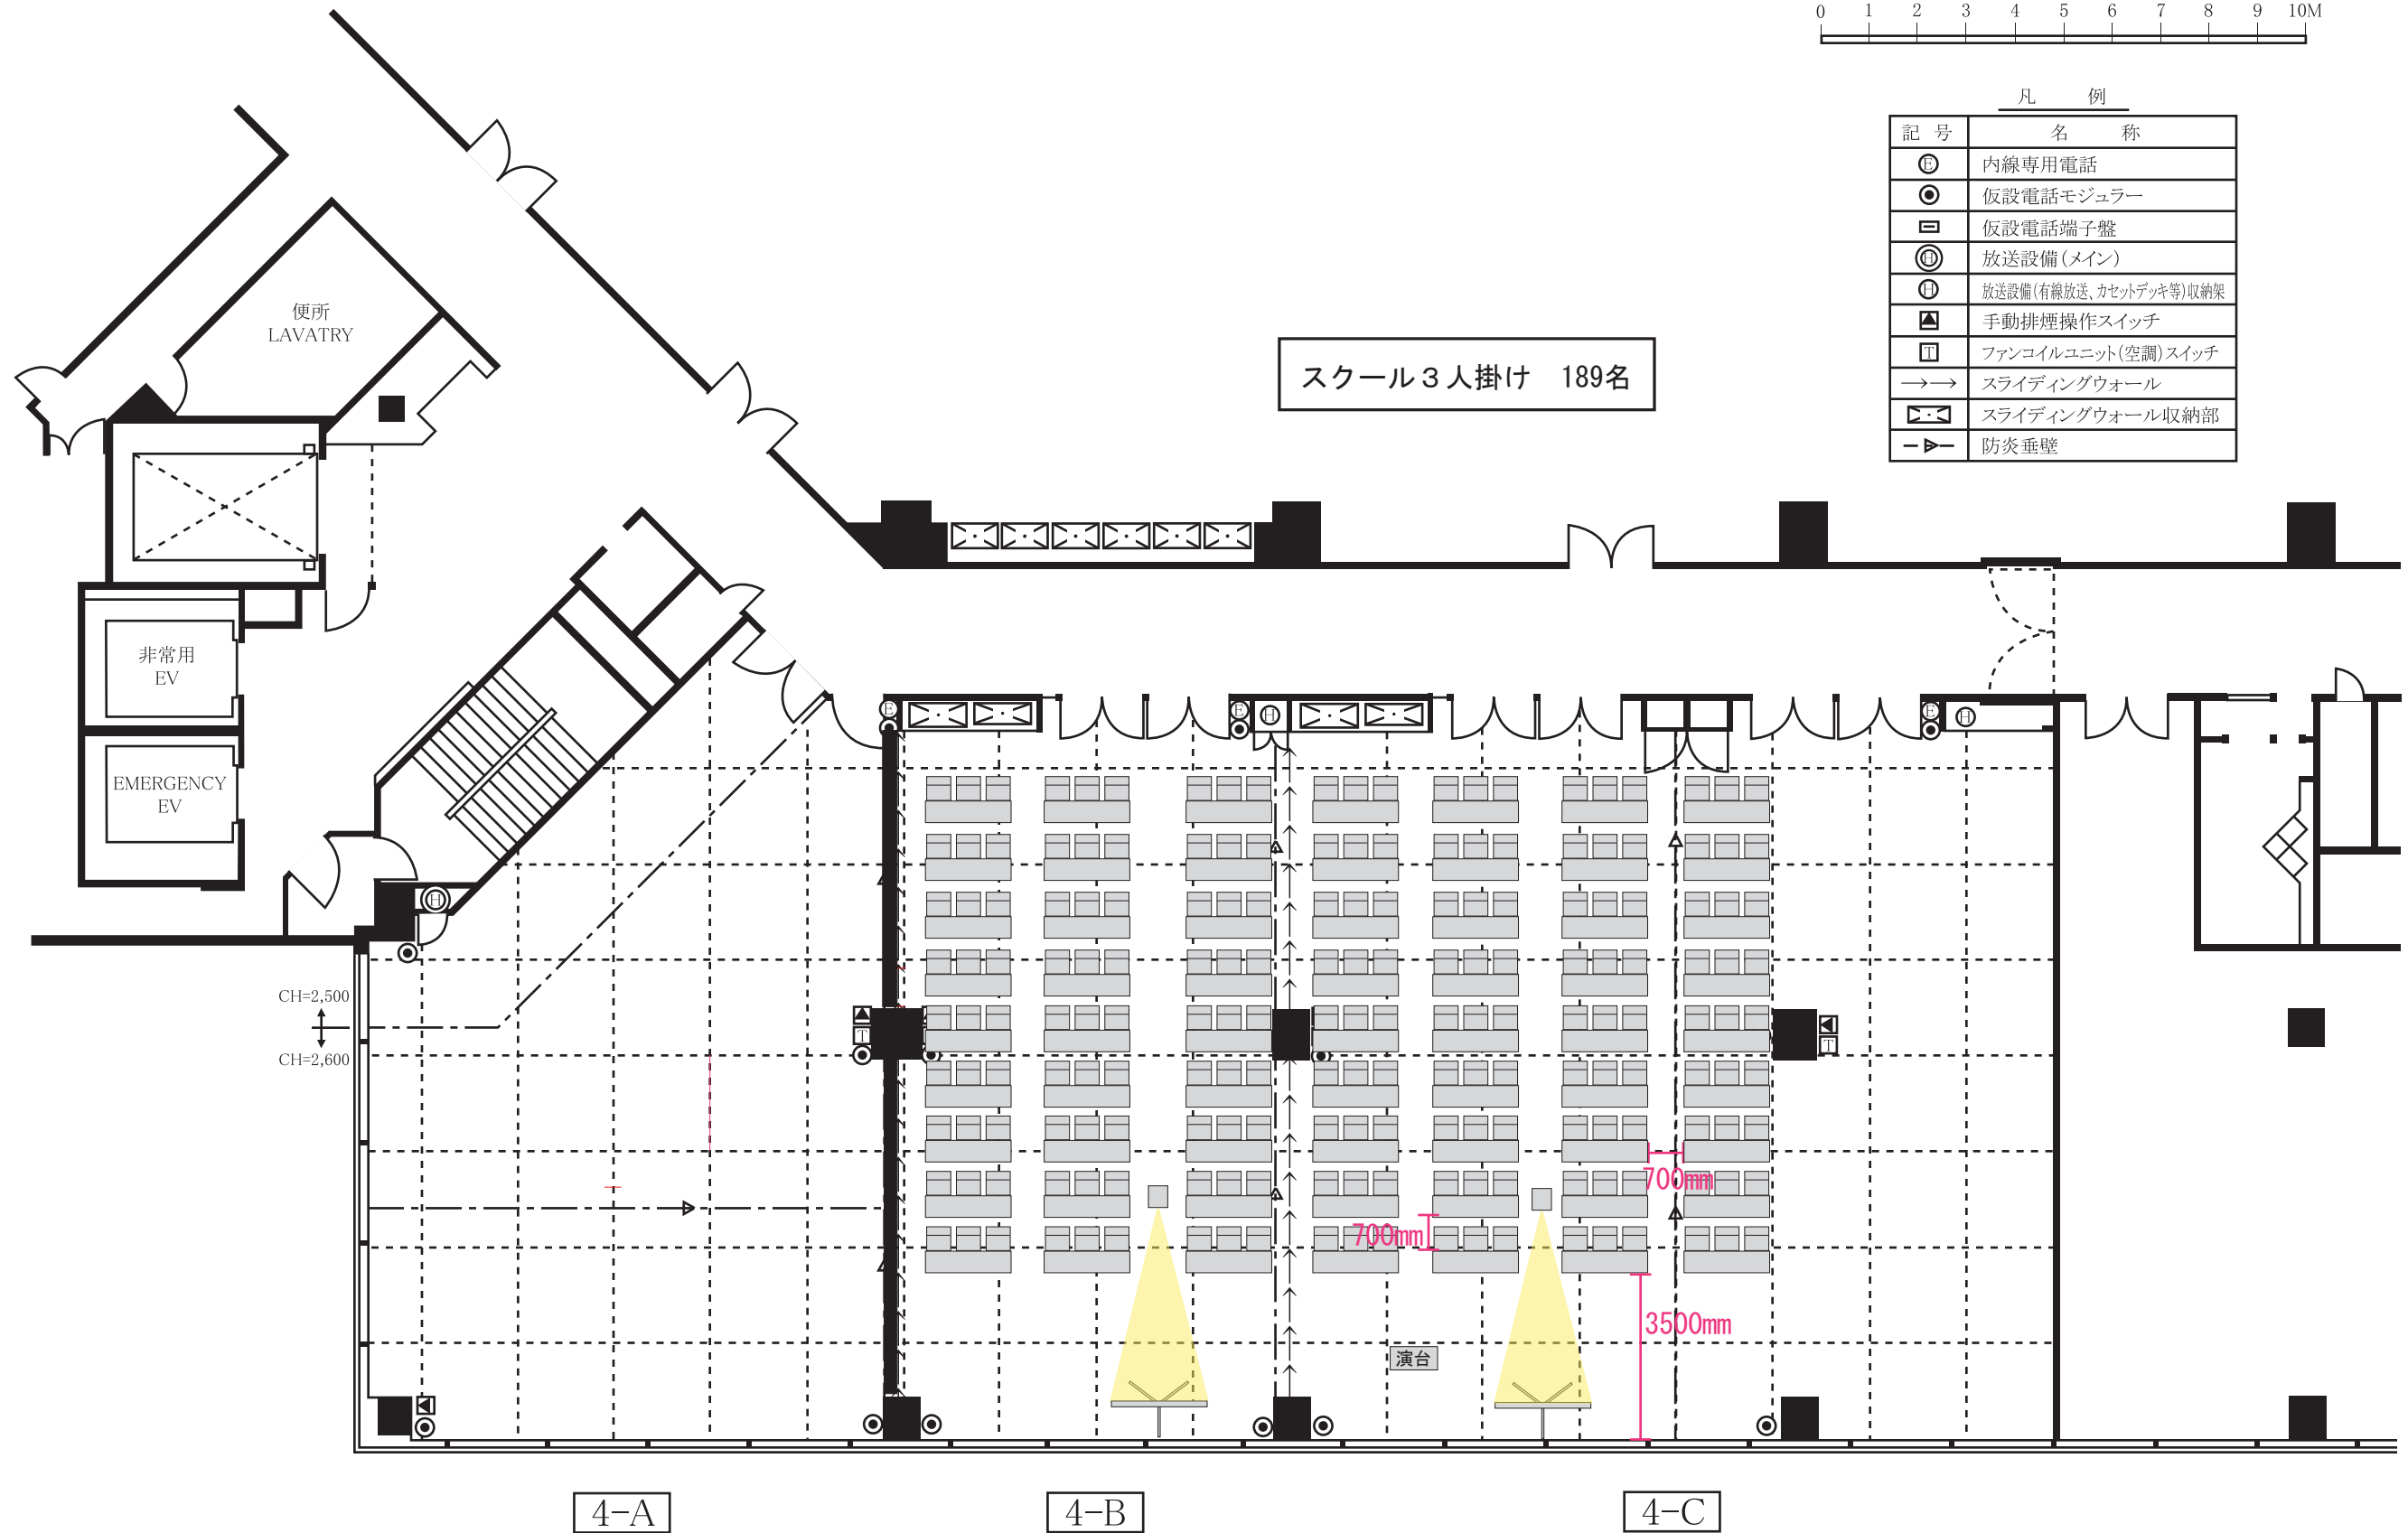 0 1 2 3 4 5 6 7 8 9 10M
凡 例
記 号 名 称
E 内線専用電話
仮設電話モジュラー
仮設電話端子盤
H 放送設備(メイン)
H 放送設備(有線放送、カセットデッキ等)収納架
手動排煙操作スイッチ
T ファンコイルユニット(空調)スイッチ
スライディングウォール
スライディングウォール収納部
防炎垂壁
便所
LAVATRY
スクール3人掛け 189名
非常用
EV
EMERGENCY
EV
E
H
E
H
E
H
CH=2,500
CH=2,600
T
T
700mm
700mm
3500mm
演台
4-A
4-B
4-C